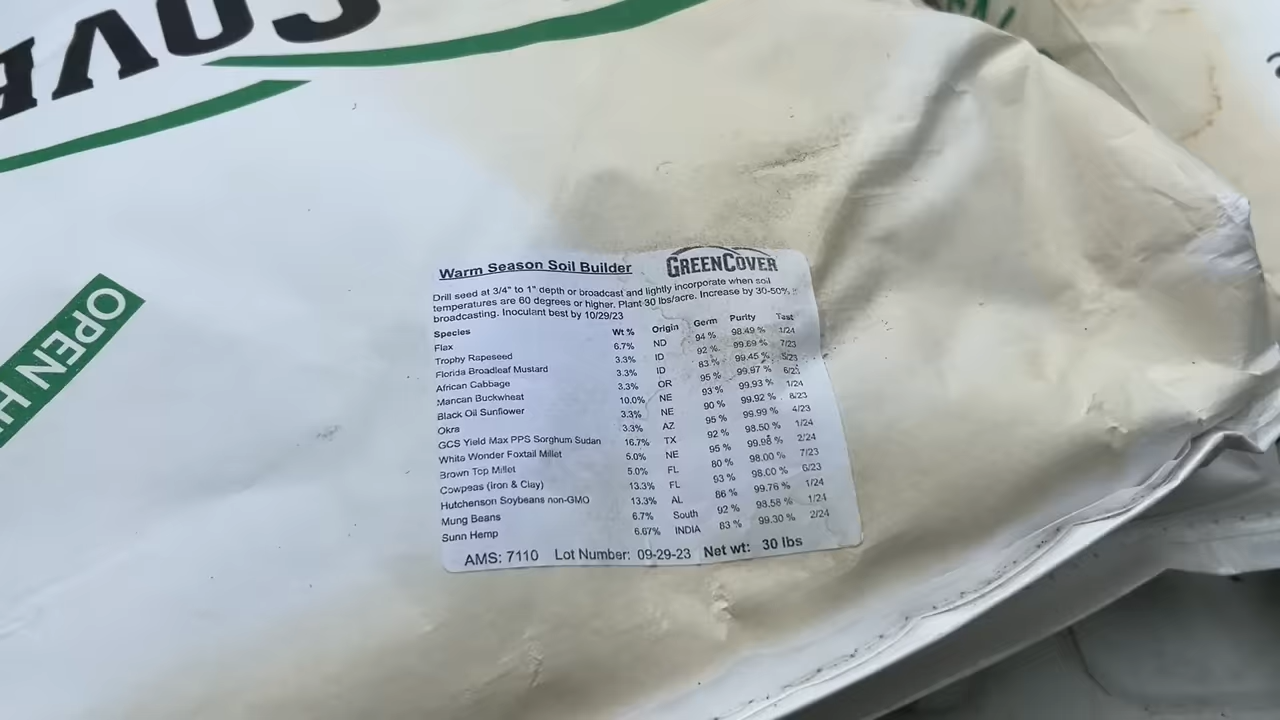 COVE
OPEN H
Warm Season Soil Builder GREENCOVER
Drill seed at 3/4" to 1" depth or broadcast and lightly incorporate when soil
temperatures are 60 degrees or higher. Plant 30 lbs/acre. Increase by 30-50%
broadcasting. Inoculant best by 10/29/23
Species Wt % Origin Germ Purity Test
Flax 6.7% ND 94 % 98.49 % 1/24
Trophy Rapeseed 3.3% ID 92 % 99.69 % 7/23
Florida Broadleaf Mustard 3.3% ID 83 % 99.45 % 5/23
African Cabbage 3.3% OR 95 % 99.97 % 6/23
Mancan Buckwheat 10.0% NE 93 % 99.93 % 1/24
Black Oil Sunflower 3.3% NE 90 % 99.92 % 8/23
Okra 3.3% AZ 95 % 99.99 % 4/23
GCS Yield Max PPS Sorghum Sudan 16.7% TX 92 % 98.50 % 1/24
White Wonder Foxtail Millet 5.0% NE 95 % 99.98 % 2/24
Brown Top Millet 5.0% FL 80 % 98.00 % 7/23
Cowpeas (Iron & Clay) 13.3% FL 93 % 98.00 % 6/23
Hutchenson Soybeans non-GMO 13.3% AL 86 % 99.76 % 1/24
Mung Beans 6.7% South 92 % 98.58 % 1/24
Sunn Hemp 6.67% INDIA 83 % 99.30 % 2/24
AMS: 7110 Lot Number: 09-29-23 Net wt: 30 lbs